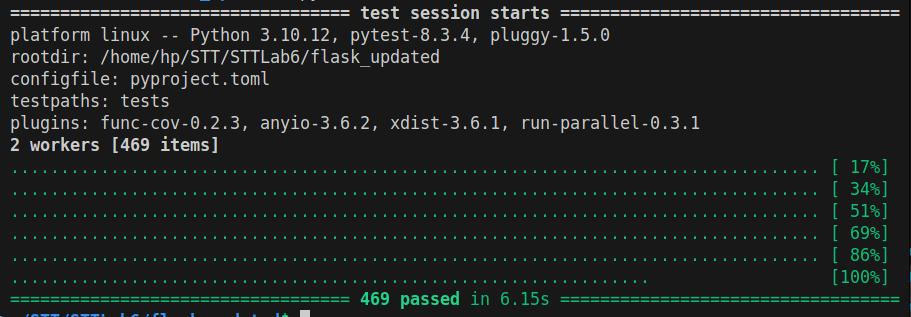 ================================== test session starts ==================================
platform linux -- Python 3.10.12, pytest-8.3.4, pluggy-1.5.0
rootdir: /home/hp/STT/STTLab6/flask_updated
configfile: pyproject.toml
testpaths: tests
plugins: func-cov-0.2.3, anyio-3.6.2, xdist-3.6.1, run-parallel-0.3.1
2 workers [469 items]
................................................................................. [ 17%]
................................................................................. [ 34%]
................................................................................. [ 51%]
................................................................................. [ 69%]
................................................................................. [ 86%]
................................................................                  [100%]
================================== 469 passed in 6.15s ==================================